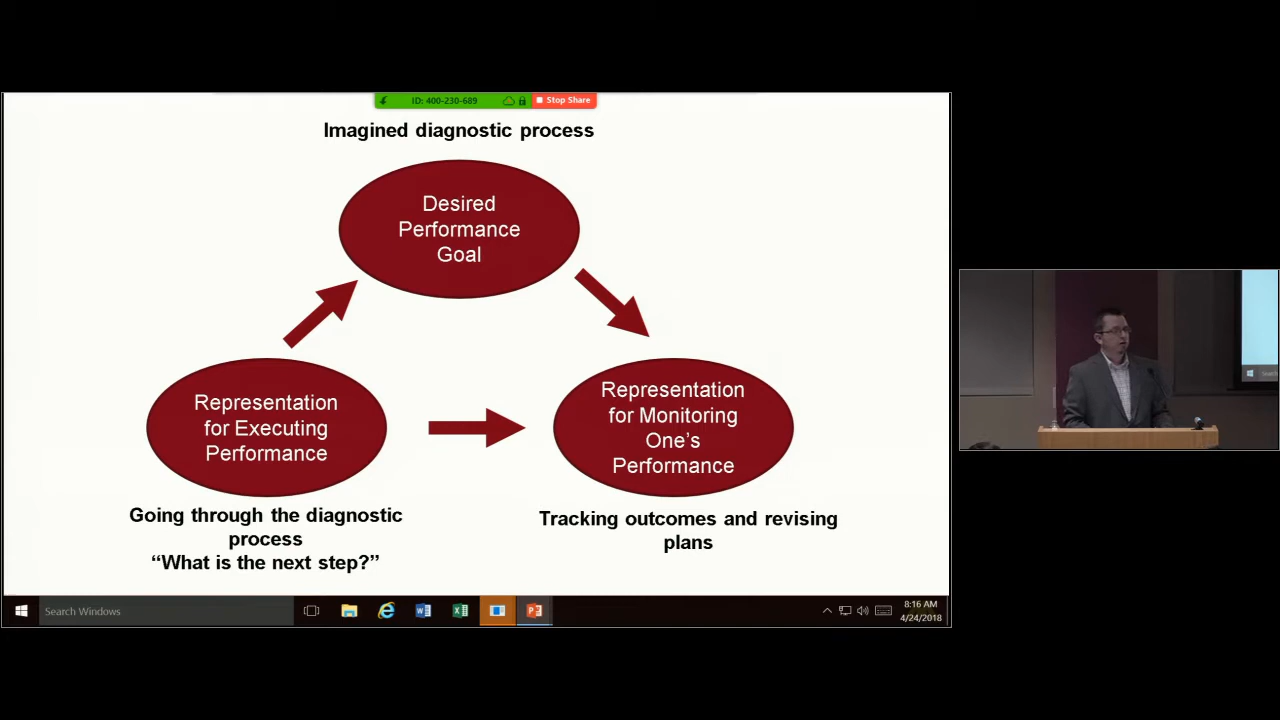 ID: 400-230-689
Stop Share
Imagined diagnostic process
Desired
Performance
Goal
Representation
for Executing
Performance
Representation
for Monitoring
One's
Performance
Going through the diagnostic
process
“What is the next step?”
Tracking outcomes and revising
plans
Search Windows
8:16 AM
4/24/2018